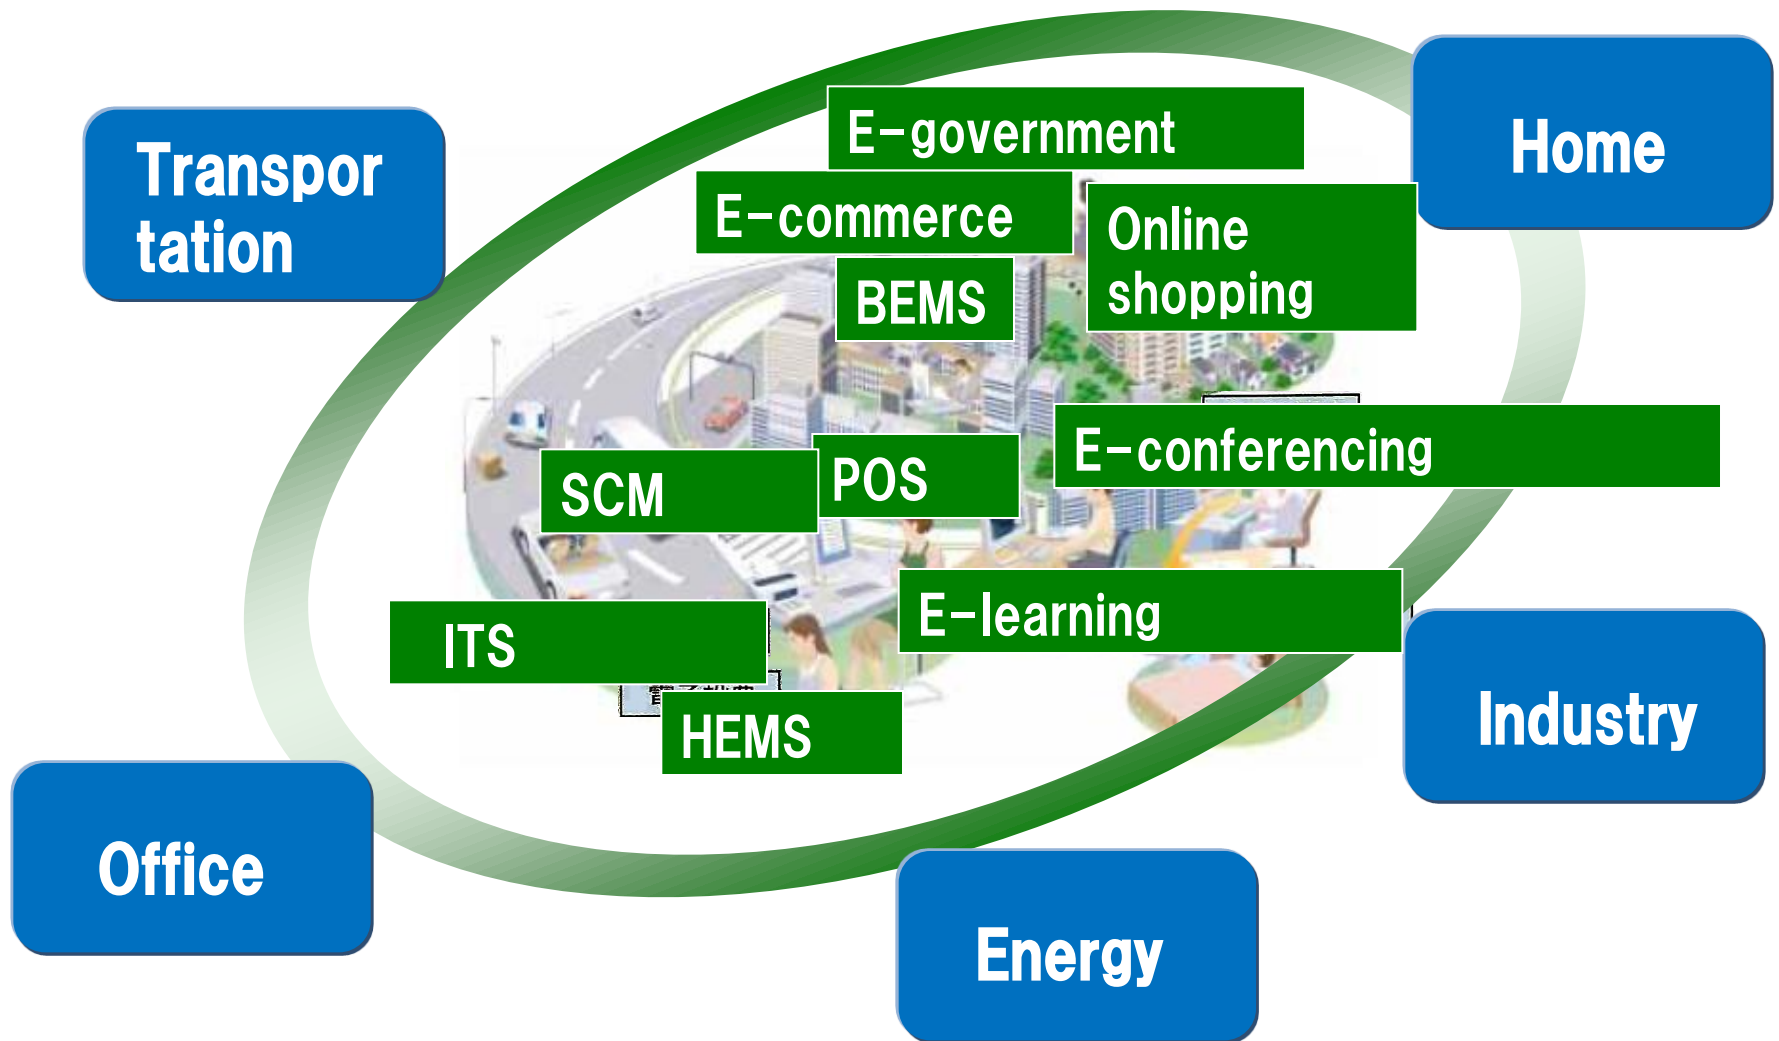 E-government
Home
Transpor
tation
E-commerce
Online
shopping
BEMS
E-conferencing
POS
SCM
E-learning
ITS
HEMS
Industry
Office
Energy